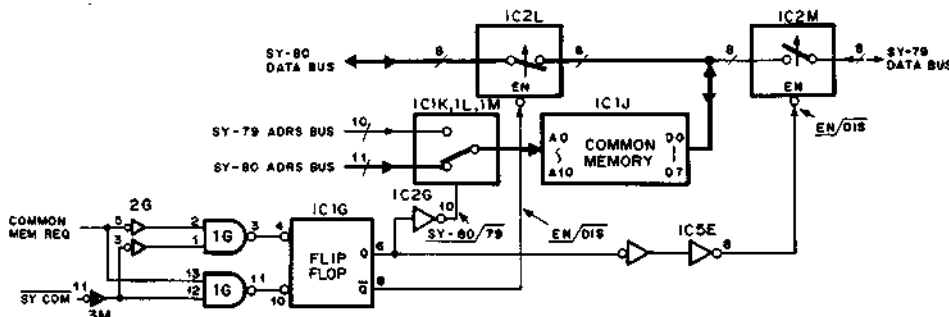 IC2L
IC2M
SY-80
DATA BUS
8
8
8
8
SY-79
DATA BUS
EN
EN
IC1K,1L,1M
IC1J
EN/DIS
SY-79 ADRS BUS
10
SY-80 ADRS BUS
11
A0
A10
COMMON
MEMORY
D0
D7
IC2G
10
SY-80/79
EN/DIS
COMMON
MEM REQ
2G
5
3
2
1
1G
3
4
IC1G
FLIP
FLOP
6
8
IC5E
8
SY COM
11
3M
13
12
1G
11
10